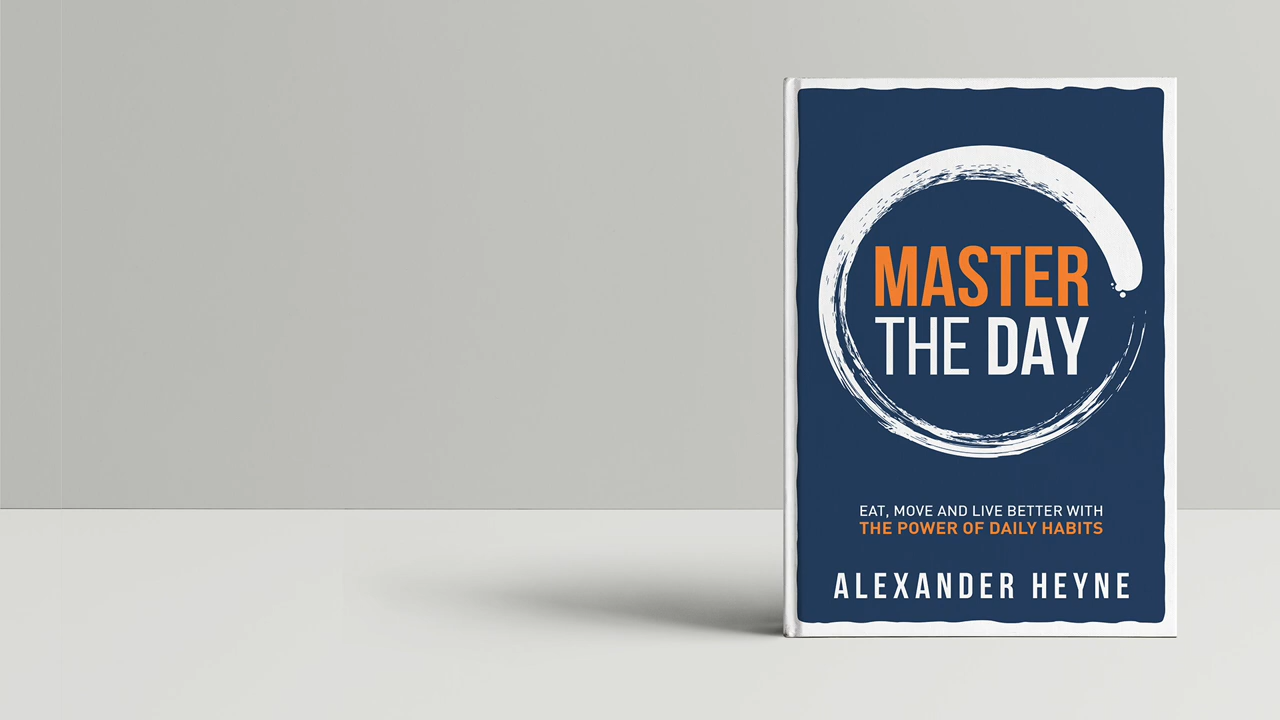 MASTER
THE DAY
EAT, MOVE AND LIVE BETTER WITH
THE POWER OF DAILY HABITS
ALEXANDER HEYNE